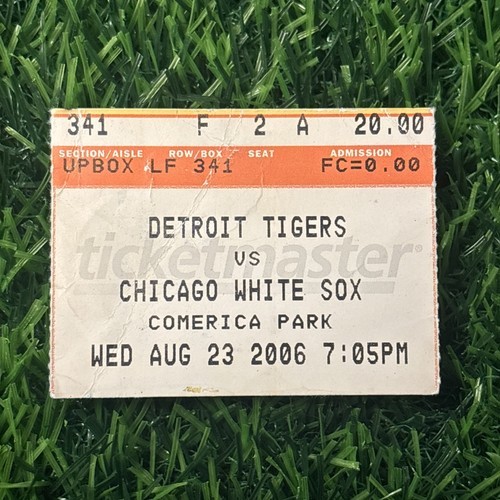 341 F 2 A 20.00
SECTION/AISLE ROW/BOX SEAT ADMISSION
UPBOX LF 341 FC=0.00
ticketmaster®
DETROIT TIGERS
VS
CHICAGO WHITE SOX
COMERICA PARK
WED AUG 23 2006 7:05PM